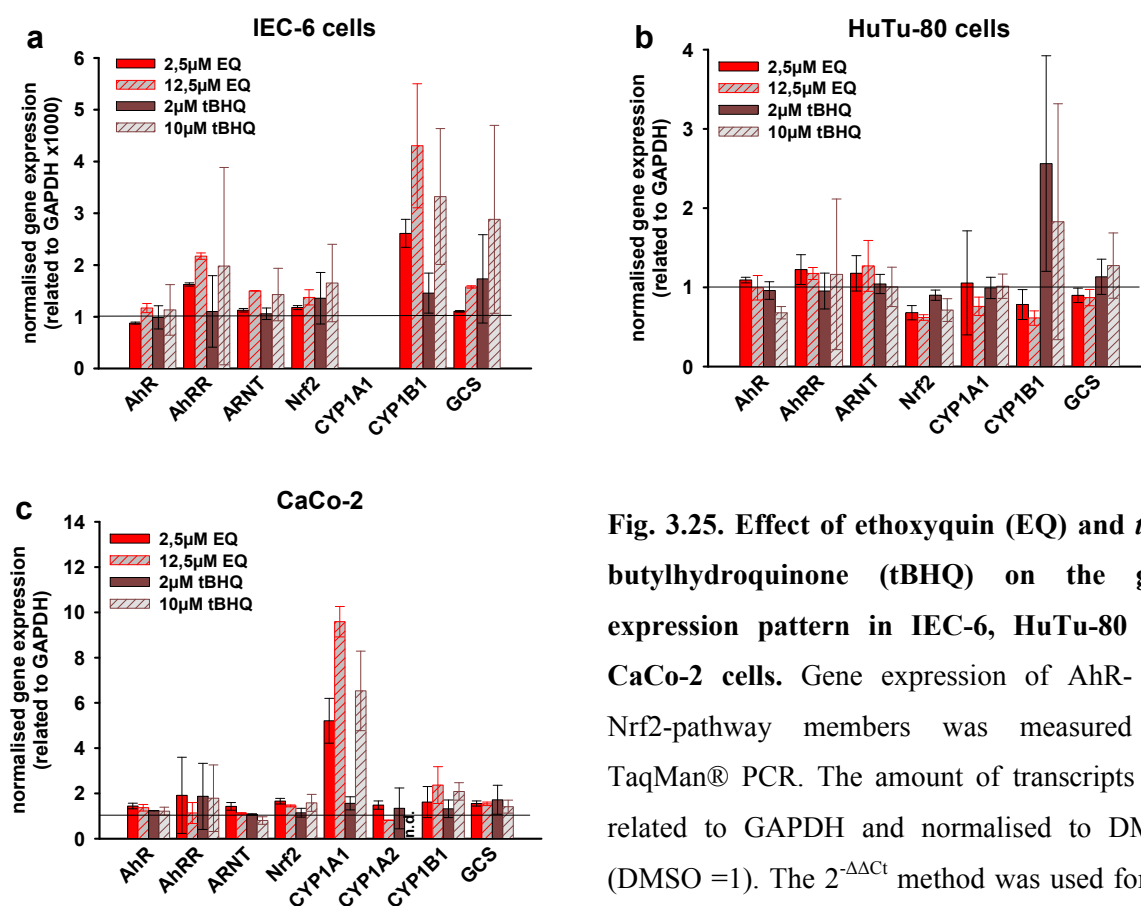 a
IEC-6 cells
normalised gene expression
(related to GAPDH x1000)
6
5
4
3
2
1
0
2,5µM EQ
12,5µM EQ
2µM tBHQ
10µM tBHQ
AhR
AhRR
ARNT
Nrf2
CYP1A1
CYP1B1
GCS
b
HuTu-80 cells
normalised gene expression
(related to GAPDH)
4
3
2
1
0
2,5µM EQ
12,5µM EQ
2µM tBHQ
10µM tBHQ
AhR
AhRR
ARNT
Nrf2
CYP1A1
CYP1B1
GCS
c
CaCo-2
normalised gene expression
(related to GAPDH)
14
12
10
8
6
4
2
0
2,5µM EQ
12,5µM EQ
2µM tBHQ
10µM tBHQ
n.d.
AhR
AhRR
ARNT
Nrf2
CYP1A1
CYP1A2
CYP1B1
GCS
Fig. 3.25. Effect of ethoxyquin (EQ) and t
butylhydroquinone (tBHQ) on the g
expression pattern in IEC-6, HuTu-80
CaCo-2 cells. Gene expression of AhR-
Nrf2-pathway members was measured
TaqMan® PCR. The amount of transcripts
related to GAPDH and normalised to DM
(DMSO =1). The 2-ΔΔCt method was used for